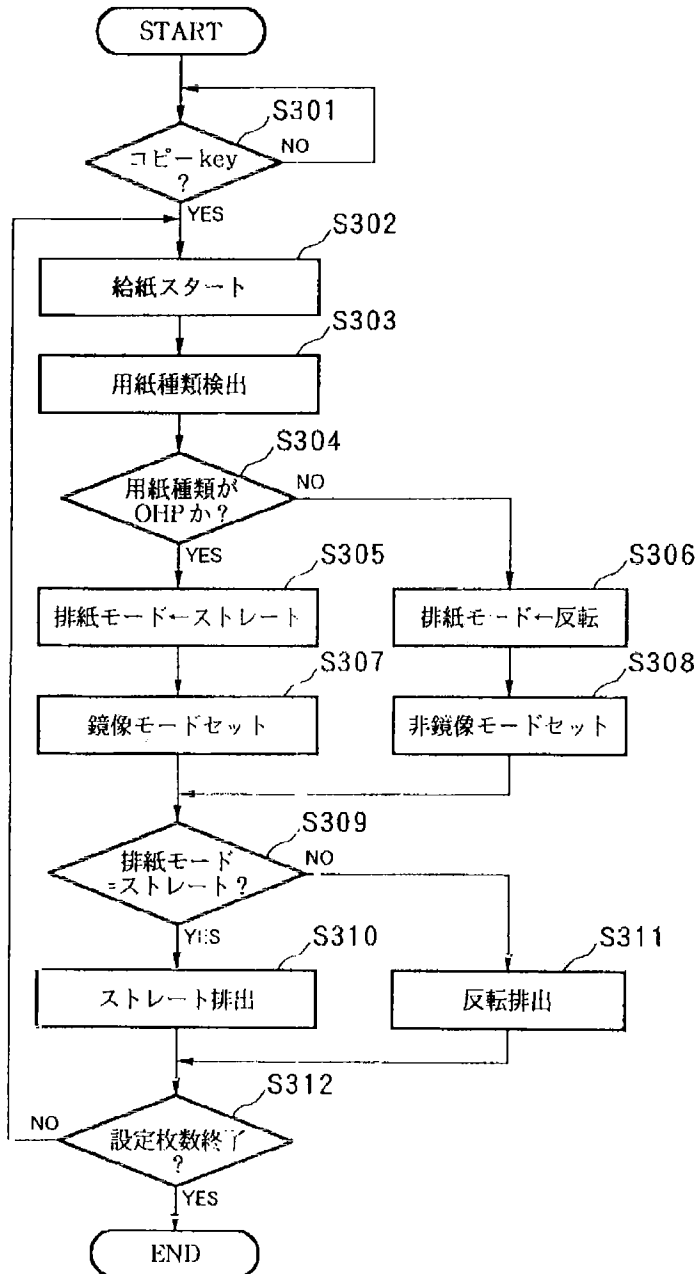 START
S301
コピーkey
?
NO
YES
S302
給紙スタート
S303
用紙種類検出
S304
用紙種類が
OHPか?
NO
YES
S305
排紙モード←ストレート
S306
排紙モード←反転
S307
鏡像モードセット
S308
非鏡像モードセット
S309
排紙モード
=ストレート?
NO
YES
S310
ストレート排出
S311
反転排出
S312
設定枚数終了
?
NO
YES
END